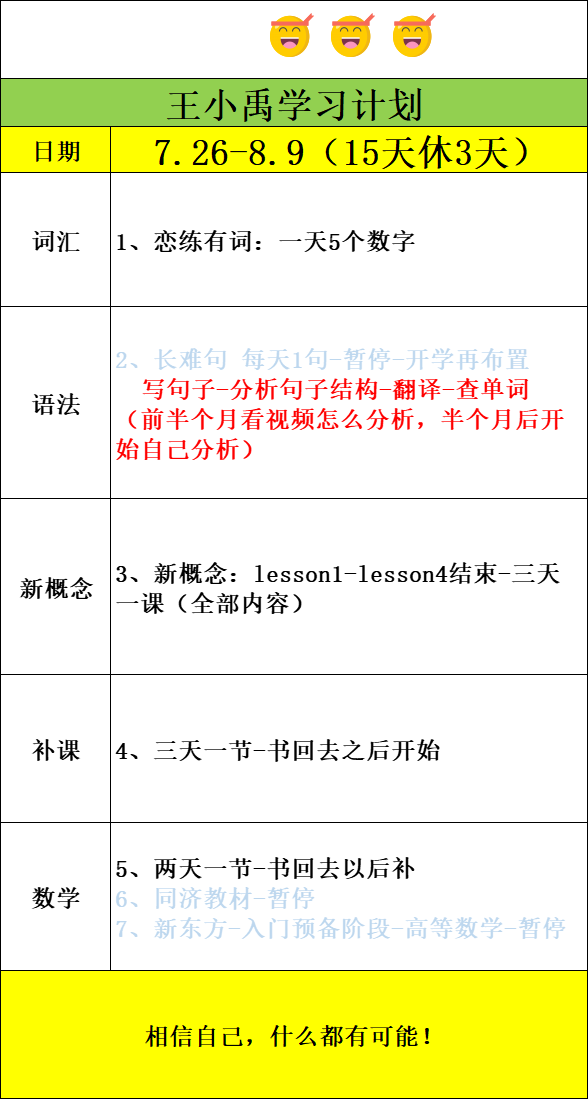 王小禹学习计划
日期
7.26-8.9（15天休3天）
词汇
1、恋练有词：一天5个数字
语法
2、长难句 每天1句-暂停-开学再布置
写句子-分析句子结构-翻译-查单词
（前半个月看视频怎么分析，半个月后开
始自己分析）
新概念
3、新概念：lesson1-lesson4结束-三天
一课（全部内容）
补课
4、三天一节-书回去之后开始
数学
5、两天一节-书回去以后补
6、同济教材-暂停
7、新东方-入门预备阶段-高等数学-暂停
相信自己，什么都有可能！